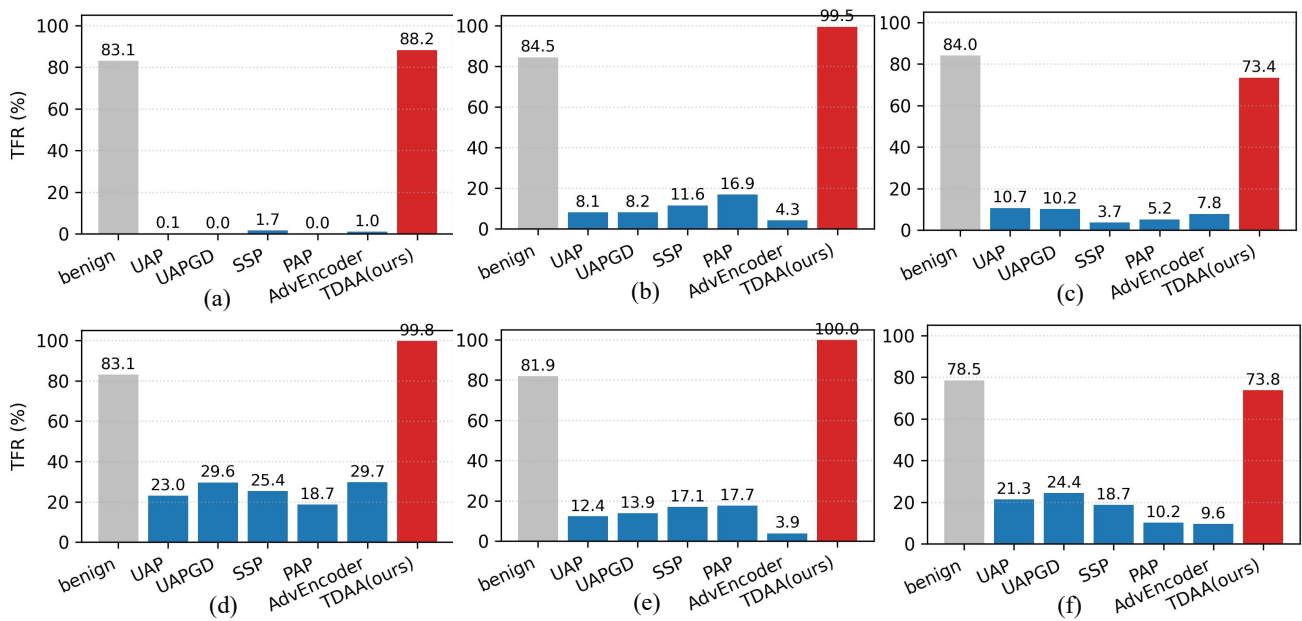 TFR (%)
100
80
60
40
20
0
83.1
0.1
0.0
1.7
0.0
1.0
88.2
benign
UAP
UAPGD
SSP
PAP
AdvEncoder
TDAA(ours)
(a)
100
80
60
40
20
0
84.5
8.1
8.2
11.6
16.9
4.3
99.5
benign
UAP
UAPGD
SSP
PAP
AdvEncoder
TDAA(ours)
(b)
100
80
60
40
20
0
84.0
10.7
10.2
3.7
5.2
7.8
73.4
benign
UAP
UAPGD
SSP
PAP
AdvEncoder
TDAA(ours)
(c)
TFR (%)
100
80
60
40
20
0
83.1
23.0
29.6
25.4
18.7
29.7
99.8
benign
UAP
UAPGD
SSP
PAP
AdvEncoder
TDAA(ours)
(d)
100
80
60
40
20
0
81.9
12.4
13.9
17.1
17.7
3.9
100.0
benign
UAP
UAPGD
SSP
PAP
AdvEncoder
TDAA(ours)
(e)
100
80
60
40
20
0
78.5
21.3
24.4
18.7
10.2
9.6
73.8
benign
UAP
UAPGD
SSP
PAP
AdvEncoder
TDAA(ours)
(f)